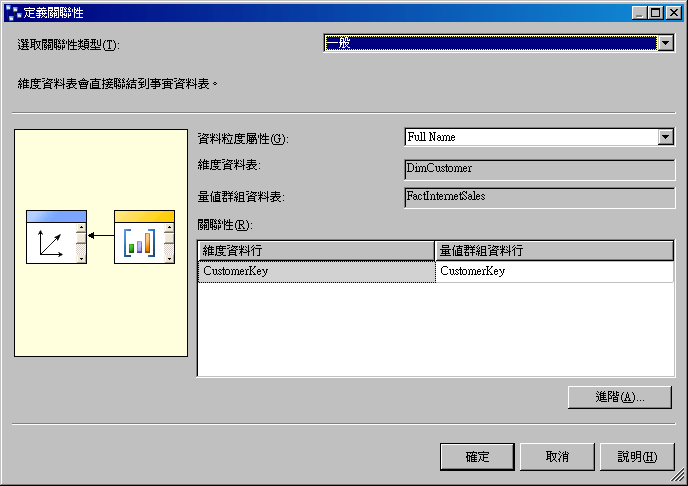 定義關聯性
選取關聯性類型(T):
一般
維度資料表會直接聯結到事實資料表。
資料粒度屬性(G):
Full Name
維度資料表:
DimCustomer
量值群組資料表:
FactInternetSales
關聯性(R):
維度資料行
量值群組資料行
CustomerKey
CustomerKey
進階(A)...
確定
取消
說明(H)